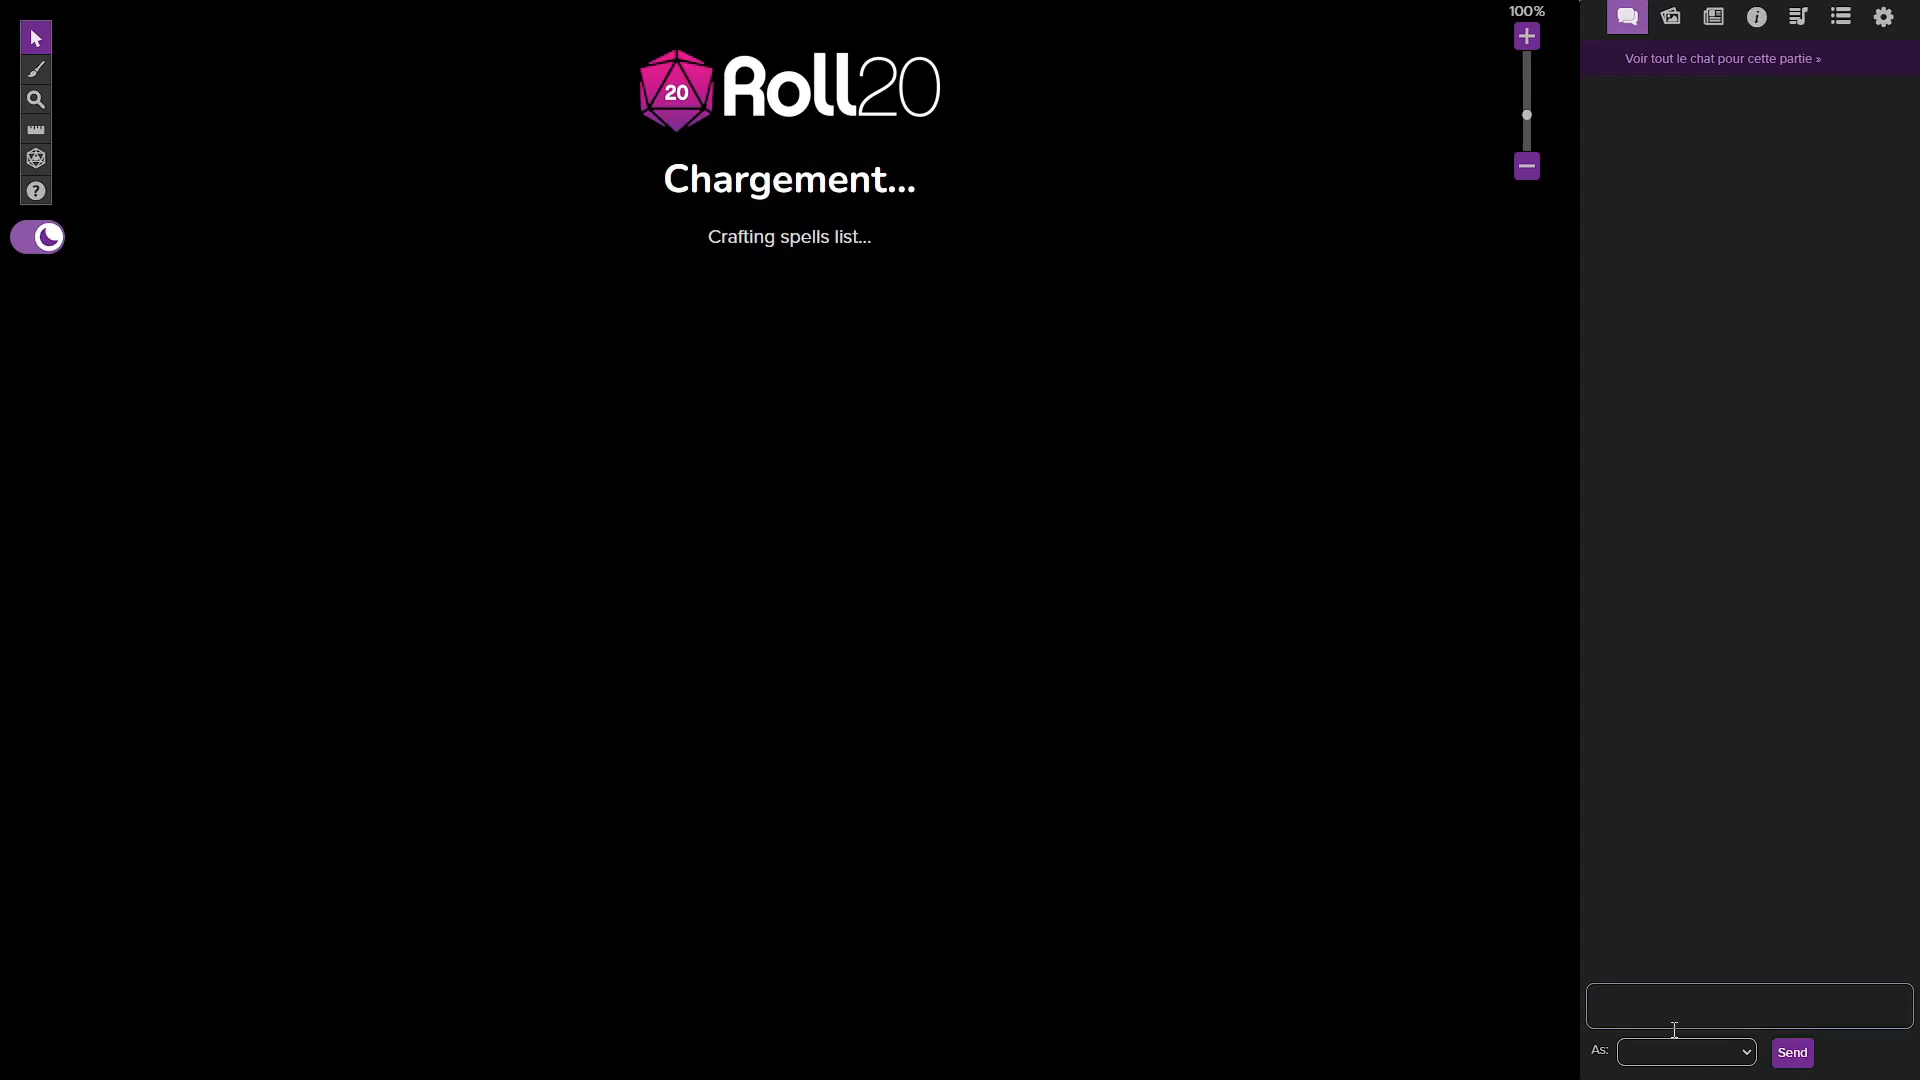 100%
20
Roll20
Chargement...
Crafting spells list...
Voir tout le chat pour cette partie »
As:
Send